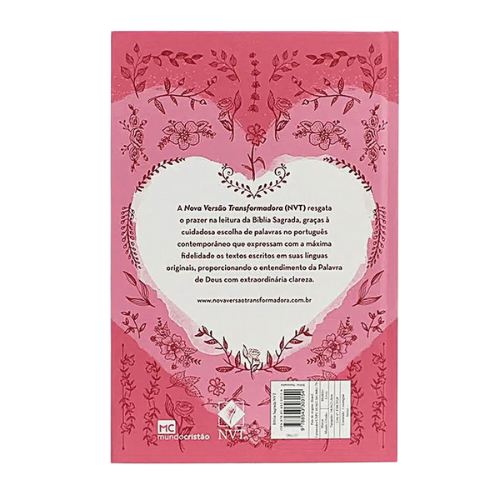 A Nova Versão Transformadora (NVT) resgata
o prazer na leitura da Bíblia Sagrada, graças à
cuidadosa escolha de palavras no português
contemporâneo que expressam com a máxima
fidelidade os textos escritos em suas línguas
originais, proporcionando o entendimento da Palavra
de Deus com extraordinária clareza.
www.novaversaotransformadora.com.br
MC
mundocristão
NVT